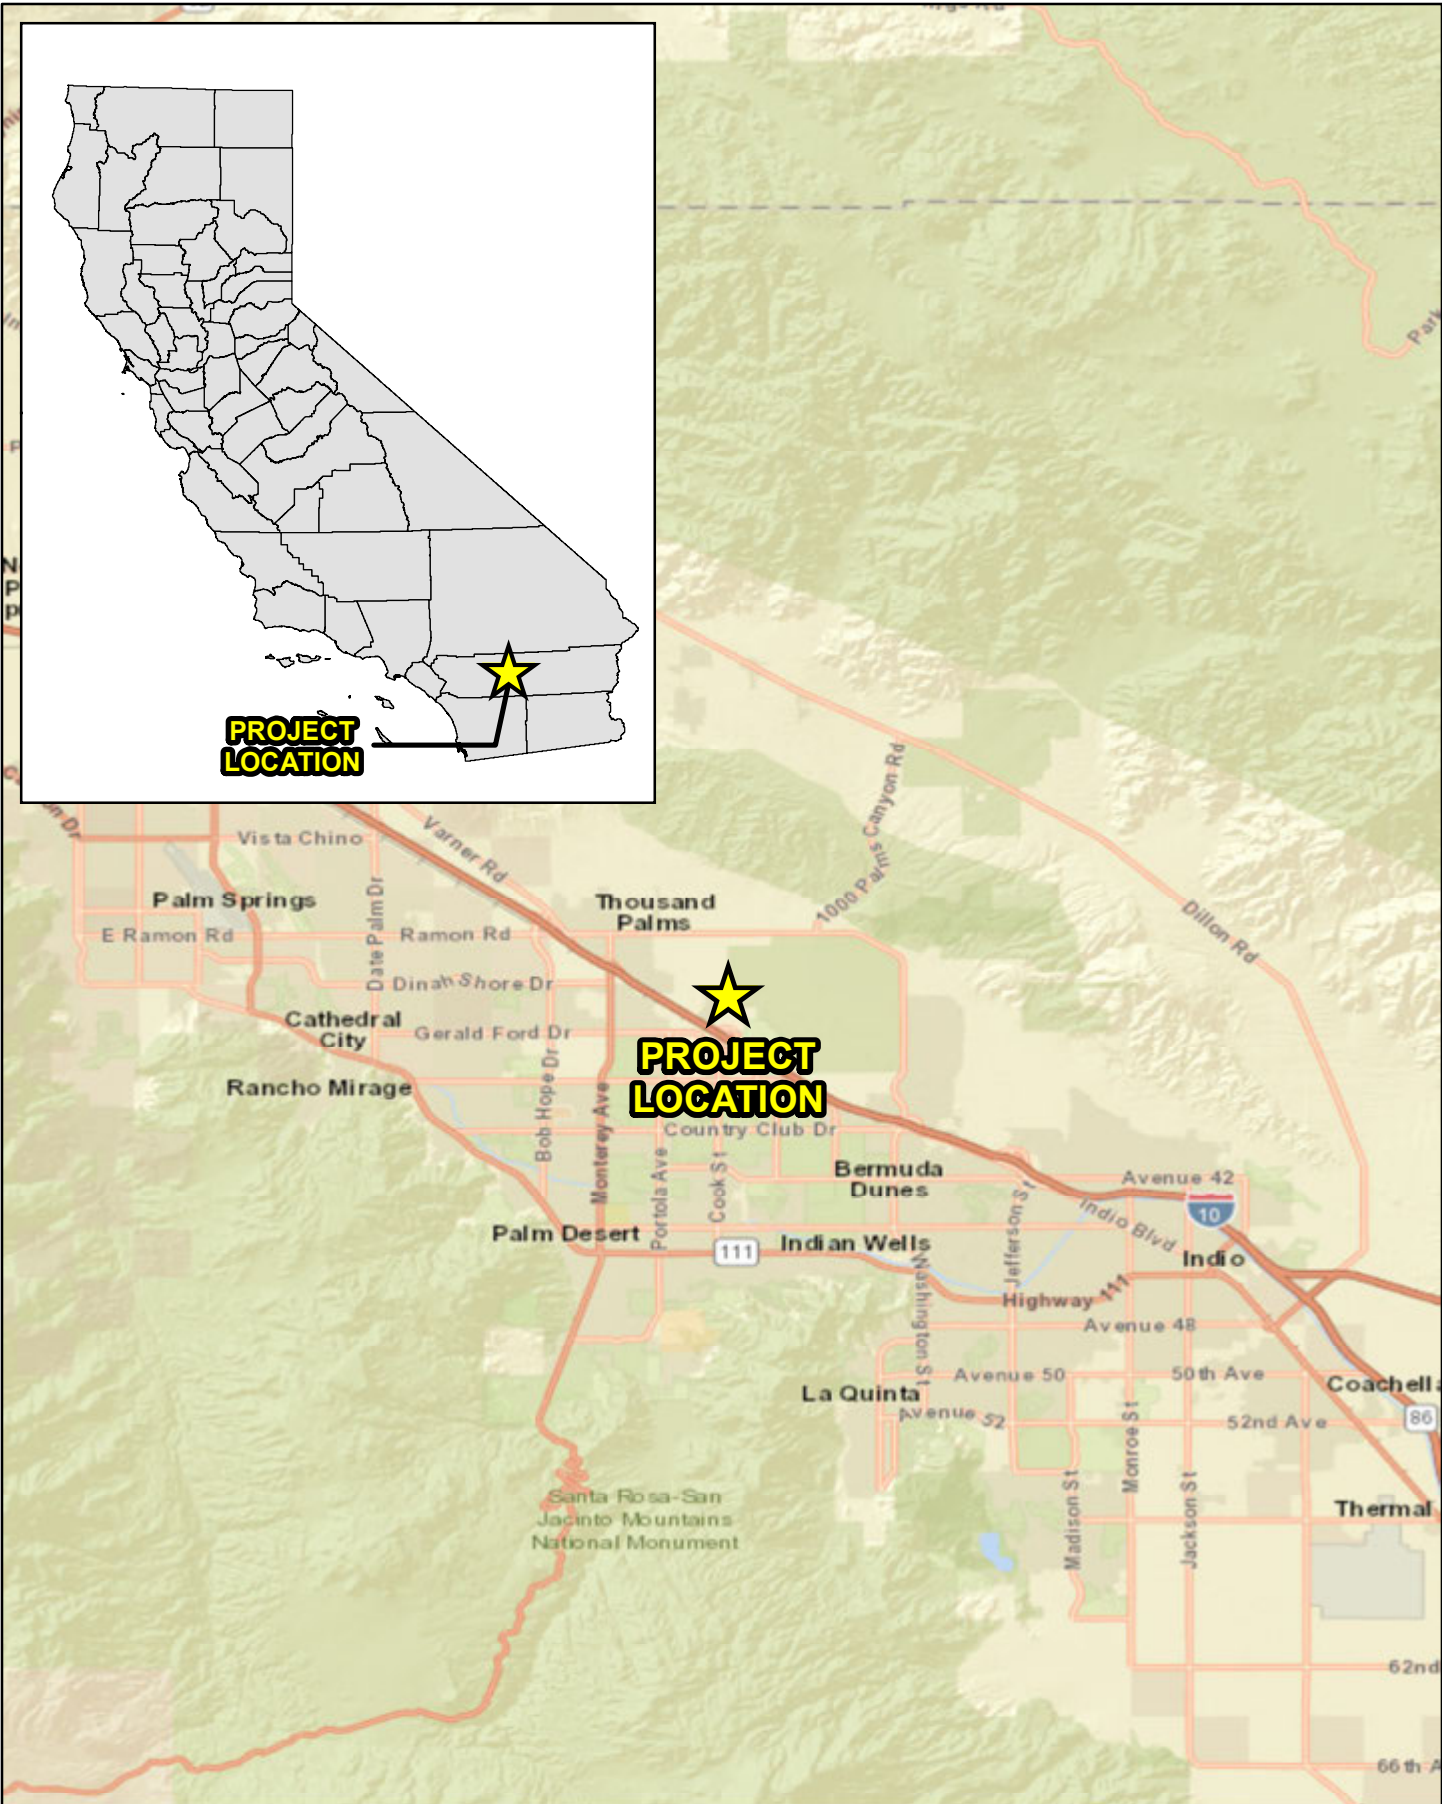 PROJECT
LOCATION
Park
Vista Chino
Varner Rd
1000 Palms Canyon Rd
Dillon Rd
Palm Springs
Thousand
Palms
E Ramon Rd
Date Palm Dr
Ramon Rd
Dinah Shore Dr
Cathedral
City
Gerald Ford Dr
PROJECT
LOCATION
Rancho Mirage
Bob Hope Dr
Monterey Ave
Country Club Dr
Portola Ave
Cook St
Bermuda
Dunes
Avenue 42
10
Indio Blvd
Jefferson St
Palm Desert
111
Indian Wells
Indio
Washington St
Highway 111
Avenue 48
La Quinta
Avenue 50
50th Ave
Coachella
Avenue 52
52nd Ave
86
Monroe St
Madison St
Jackson St
Thermal
Santa Rosa-San
Jacinto Mountains
National Monument
62nd
66th A